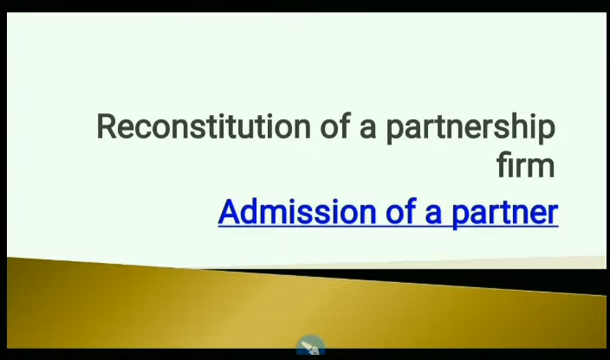 Reconstitution of a partnership
firm
Admission of a partner